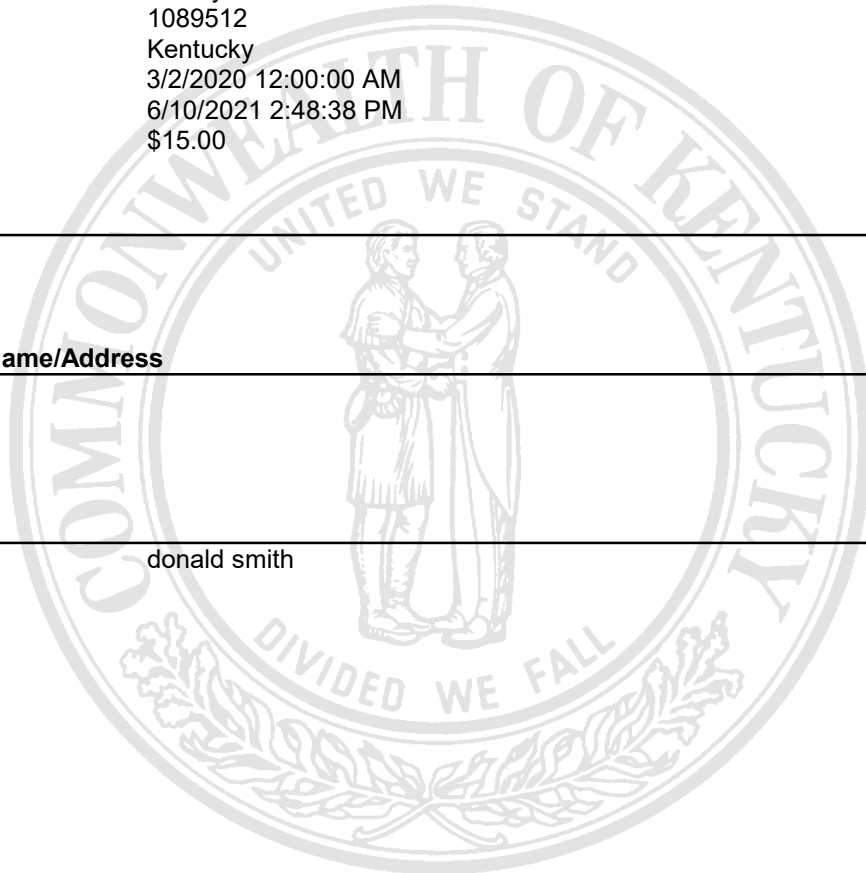 1089512
Kentucky
3/2/2020 12:00:00 AM
6/10/2021 2:48:38 PM
$15.00
COMMONWEALTH OF KENTUCKY
UNITED WE STAND
ame/Address
donald smith
DIVIDED WE FALL